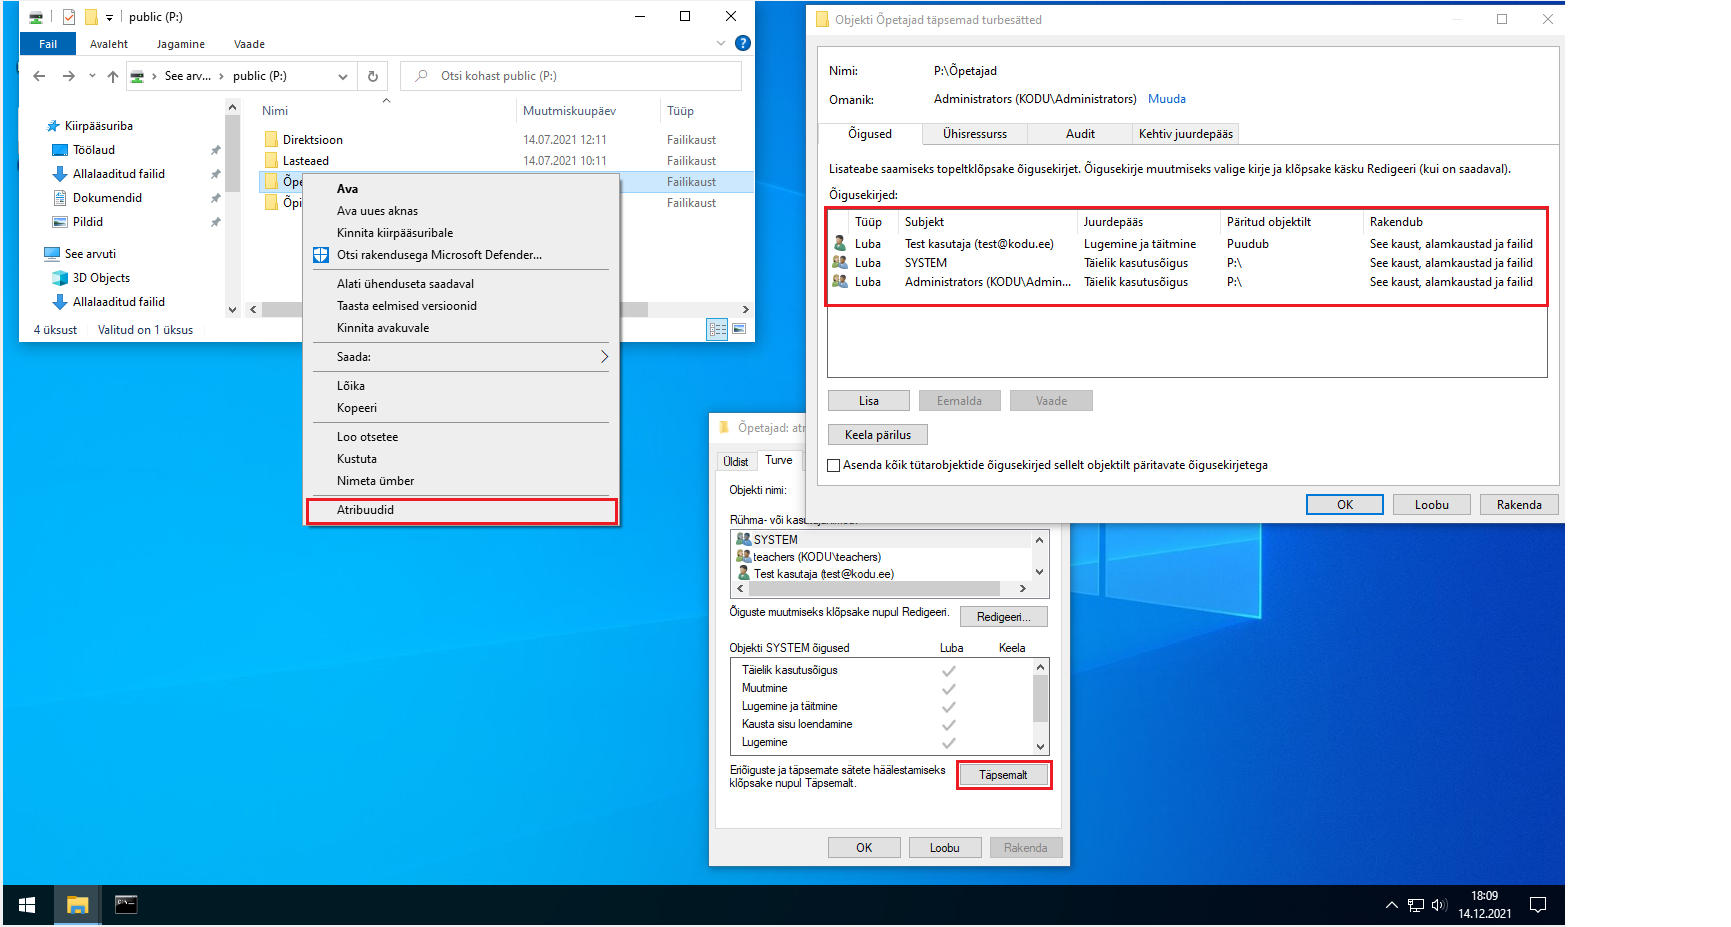 public (P:)
Fail Avaleht Jagamine Vaade
See arv... public (P:) Otsi kohast public (P:)
Kiirpääsuriba
Töölaud
Allalaaditud failid
Dokumendid
Pildid
See arvuti
3D Objects
Allalaaditud failid
Nimi Muutmiskuupäev Tüüp
Direktsioon 14.07.2021 12:11 Failikaust
Lasteaed 14.07.2021 10:11 Failikaust
Failikaust
Failikaust
4 üksust Valitud on 1 üksus
Ava
Ava uues aknas
Kinnita kiirpääsuribale
Otsi rakendusega Microsoft Defender...
Alati ühenduseta saadaval
Taasta eelmised versioonid
Kinnita avakuvale
Saada:
Lõika
Kopeeri
Loo otsetee
Kustuta
Nimeta ümber
Atribuudid
Objekti Õpetajad täpsemad turbesätted
Nimi: P:\Õpetajad
Omanik: Administrators (KODU\Administrators) Muuda
Õigused Ühisressurss Audit Kehtiv juurdepääs
Lisateabe saamiseks topeltklõpsake õigusekirjet. Õigusekirje muutmiseks valige kirje ja klõpsake käsku Redigeeri (kui on saadaval).
Õigusekirjed:
Tüüp Subjekt Juurdepääs Päritud objektilt Rakendub
Luba Test kasutaja (test@kodu.ee) Lugemine ja täitmine Puudub See kaust, alamkaustad ja failid
Luba SYSTEM Täielik kasutusõigus P:\ See kaust, alamkaustad ja failid
Luba Administrators (KODU\Admin... Täielik kasutusõigus P:\ See kaust, alamkaustad ja failid
Lisa Eemalda Vaade
Keela pärilus
Asenda kõik tütarobjektide õigusekirjed sellelt objektilt päritavate õigusekirjetega
OK Loobu Rakenda
Õpetajad:
Üldist Turve
Objekti nimi:
Rühma- või
SYSTEM
teachers (KODU\teachers)
Test kasutaja (test@kodu.ee)
Õiguste muutmiseks klõpsake nupul Redigeeri. Redigeeri...
Objekti SYSTEM õigused Luba Keela
Täielik kasutusõigus
Muutmine
Lugemine ja täitmine
Kausta sisu loendamine
Lugemine
Eriõiguste ja täpsemate sätete häälestamiseks
klõpsake nupul Täpsemalt. Täpsemalt
OK Loobu Rakenda
18:09
14.12.2021